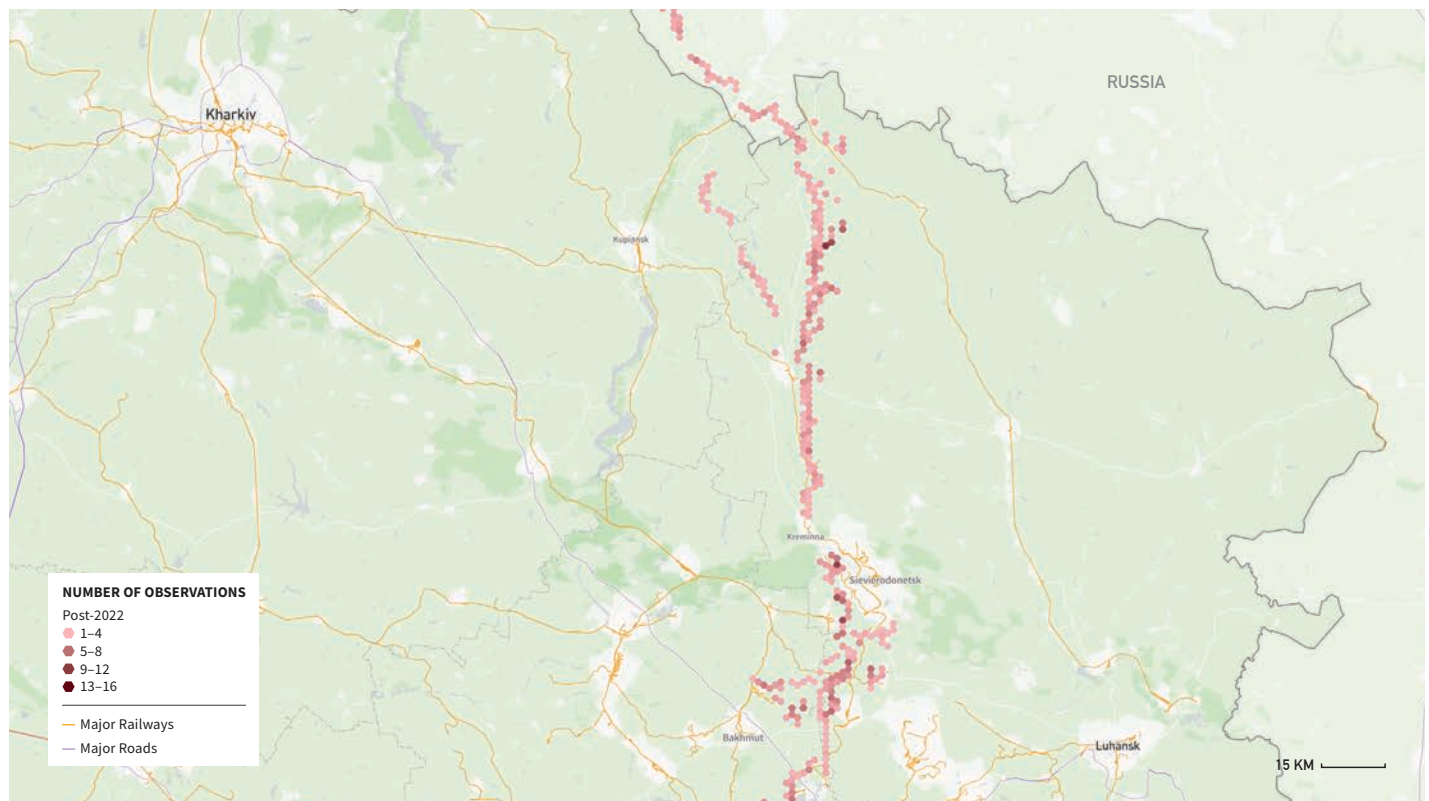 RUSSIA
Kharkiv
Kupiansk
Kreminna
Sievierodonetsk
NUMBER OF OBSERVATIONS
Post-2022
1–4
5–8
9–12
13–16
Major Railways
Major Roads
Bakhmut
Luhansk
15 KM